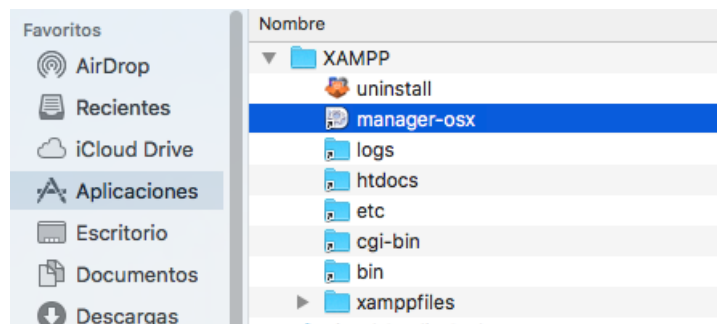 Favoritos
AirDrop
Recientes
iCloud Drive
Aplicaciones
Escritorio
Documentos
Descargas
Nombre
XAMPP
uninstall
manager-osx
logs
htdocs
etc
cgi-bin
bin
xamppfiles